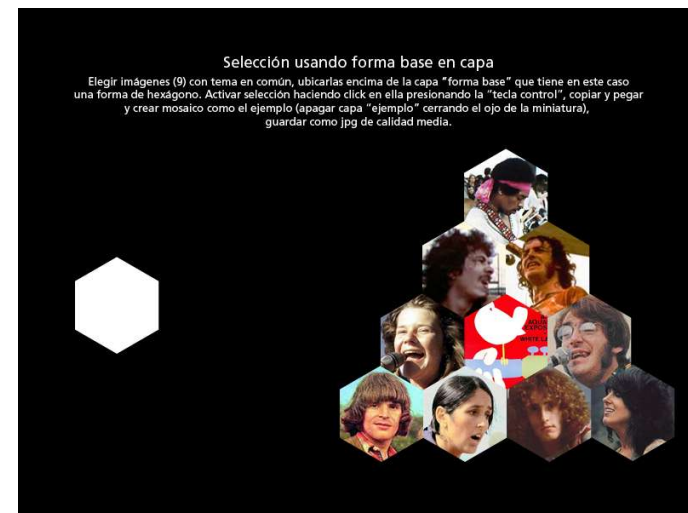 Selección usando forma base en capa
Elegir imágenes (9) con tema en común, ubicarlas encima de la capa "forma base" que tiene en este caso
una forma de hexágono. Activar selección haciendo click en ella presionando la "tecla control", copiar y pegar
y crear mosaico como el ejemplo (apagar capa "ejemplo" cerrando el ojo de la miniatura),
guardar como jpg de calidad media.
WHITE